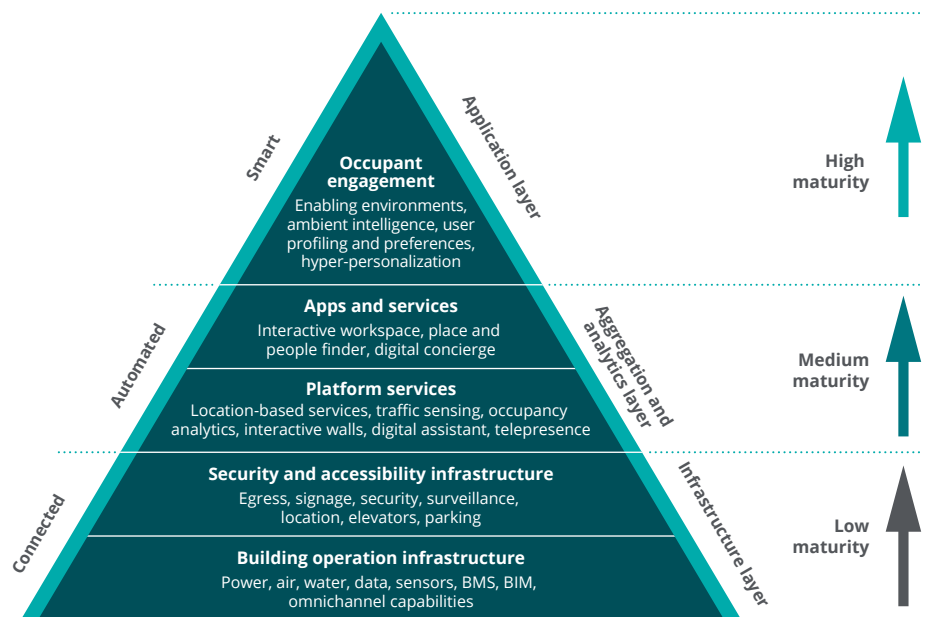 Smart
Application layer
High
maturity
Occupant
engagement
Enabling environments,
ambient intelligence, user
profiling and preferences,
hyper-personalization
Automated
Aggregation and
analytics layer
Medium
maturity
Apps and services
Interactive workspace, place and
people finder, digital concierge
Platform services
Location-based services, traffic sensing, occupancy
analytics, interactive walls, digital assistant, telepresence
Connected
Infrastructure layer
Low
maturity
Security and accessibility infrastructure
Egress, signage, security, surveillance,
location, elevators, parking
Building operation infrastructure
Power, air, water, data, sensors, BMS, BIM,
omnichannel capabilities